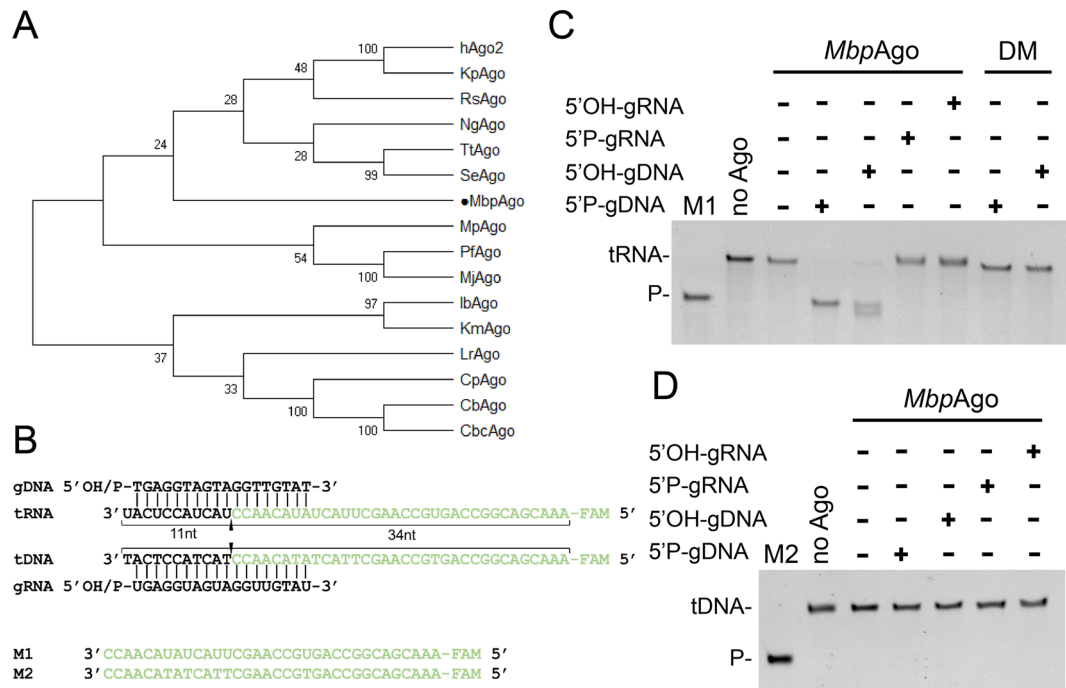 A
hAgo2
KpAgo
RsAgo
NgAgo
TtAgo
SeAgo
●MbpAgo
MpAgo
PfAgo
MjAgo
IbAgo
KmAgo
LrAgo
CpAgo
CbAgo
CbcAgo
100
48
28
24
28
99
54
100
97
37
33
100
100
B
gDNA 5'OH/P-TGAGGTAGTAGGTTGTAT-3'
tRNA 3'UACUCCAUCAUCCAACAUAUCAUUCGAACCGUGACCGGCAGCAAA-FAM 5'
11nt 34nt
tDNA 3'TACTCCATCATCCAACATATCATTCGAACCGTGACCGGCAGCAAA-FAM 5'
gRNA 5'OH/P-UGAGGUAGUAGGUUGUAU-3'
M1 3'CCAACAUAUCAUUCGAACCGUGACCGGCAGCAAA-FAM 5'
M2 3'CCAACATATCATTCGAACCGTGACCGGCAGCAAA-FAM 5'
C
MbpAgo DM
5'OH-gRNA - - - - + - -
5'P-gRNA - - - + - - -
5'OH-gDNA - - + - - - +
5'P-gDNA - + - - - + -
M1 no Ago
tRNA-
P-
D
MbpAgo
5'OH-gRNA - - - - +
5'P-gRNA - - - + -
5'OH-gDNA - - + - -
5'P-gDNA - + - - -
M2 no Ago
tDNA-
P-